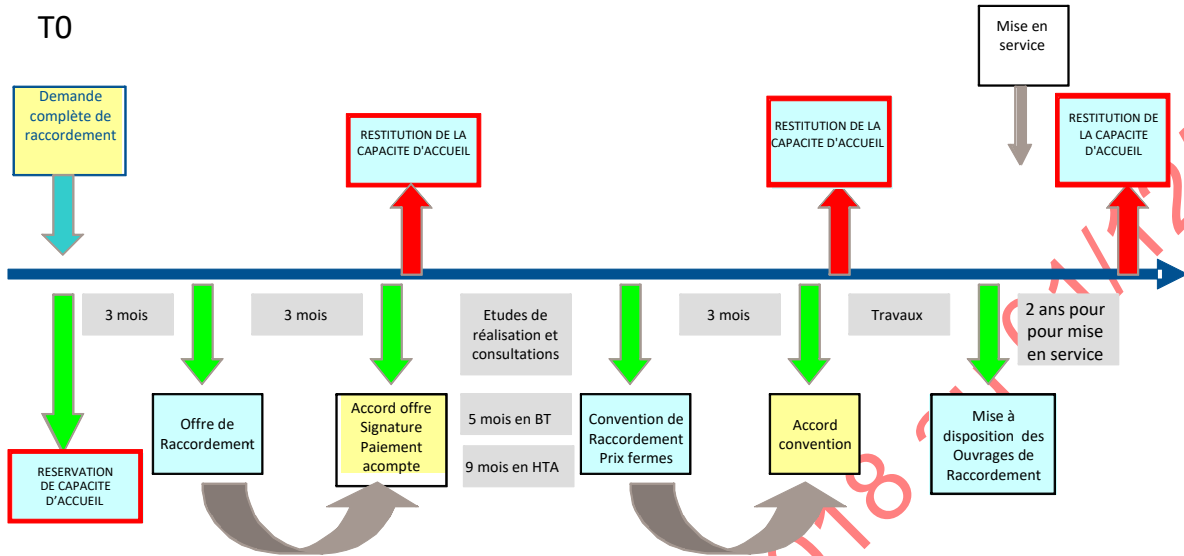 T0
Mise en
service
Demande
complète de
raccordement
RESTITUTION DE LA
CAPACITE D'ACCUEIL
RESTITUTION DE LA
CAPACITE D'ACCUEIL
RESTITUTION DE
LA CAPACITE
D'ACCUEIL
3 mois
3 mois
Etudes de
réalisation et
consultations
3 mois
Travaux
2 ans pour
pour mise
en service
Offre de
Raccordement
Accord offre
Signature
Paiement
acompte
5 mois en BT
9 mois en HTA
Convention de
Raccordement
Prix fermes
Accord
convention
Mise à
disposition des
Ouvrages de
Raccordement
RESERVATION
DE CAPACITE
D’ACCUEIL